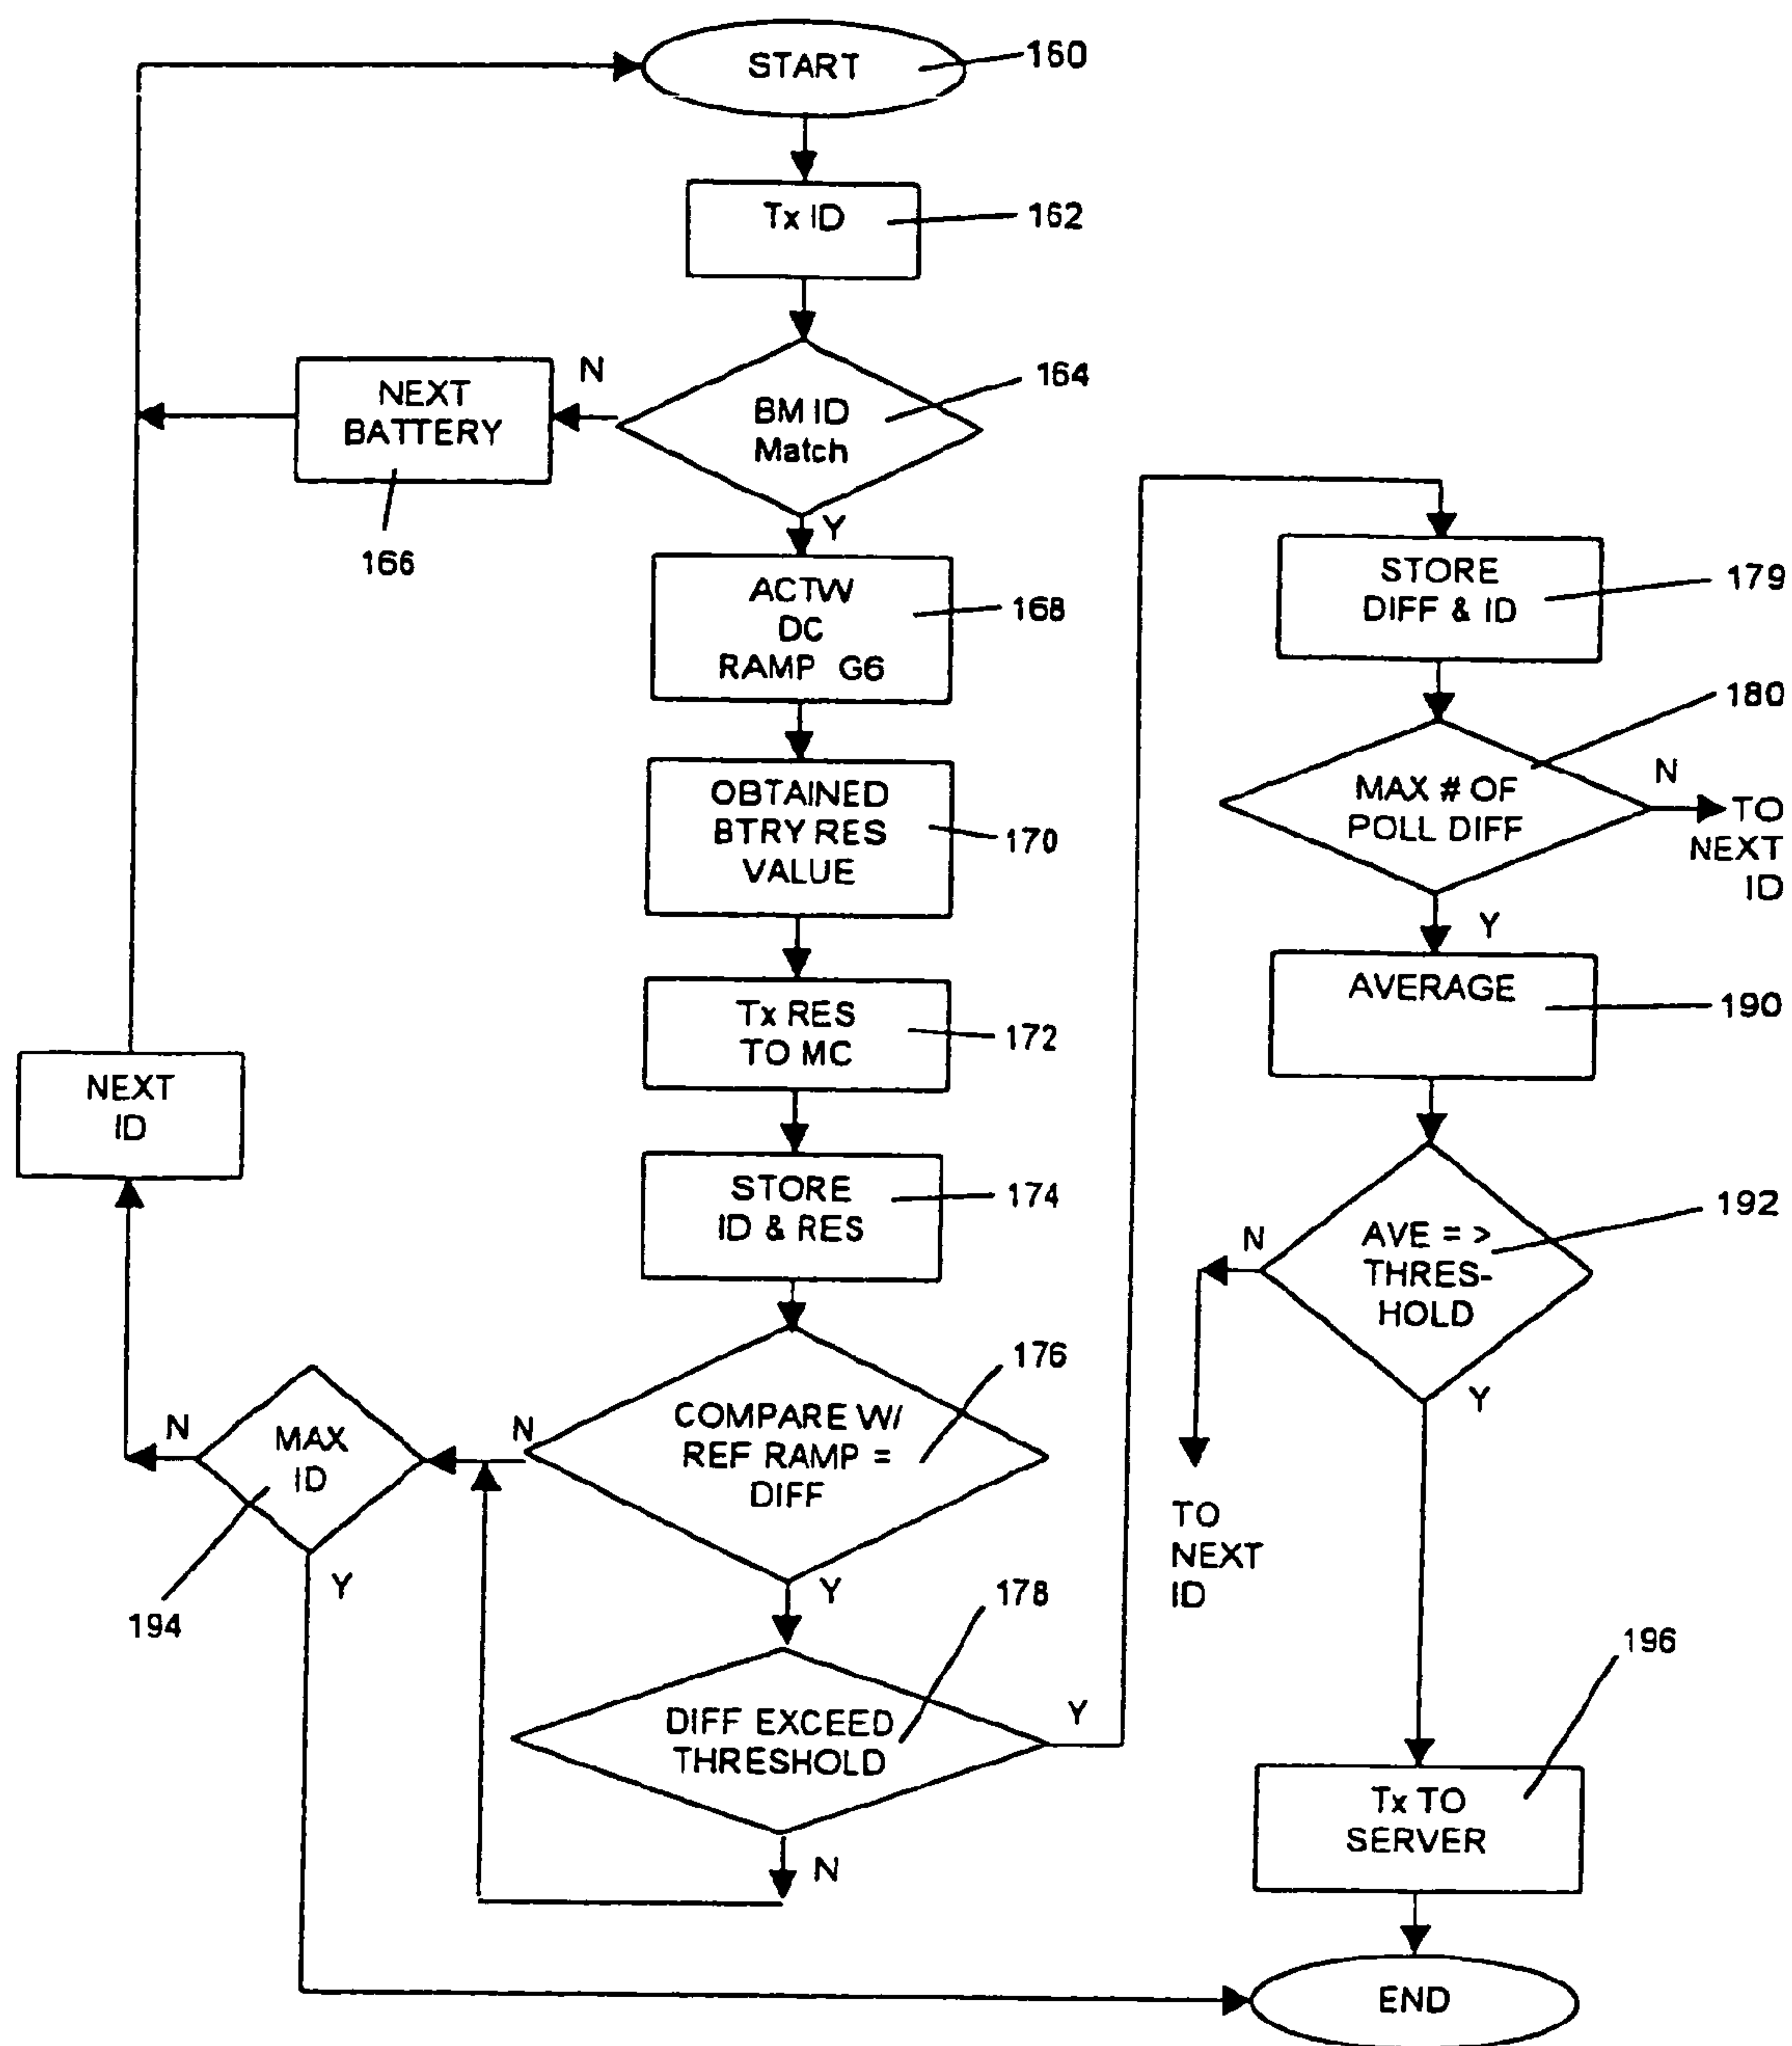 START
160
Tx ID
162
BM ID
Match
164
N
NEXT
BATTERY
166
Y
ACTW
DC
RAMP G6
168
OBTAINED
BTRY RES
VALUE
170
Tx RES
TO MC
172
STORE
ID & RES
174
COMPARE W/
REF RAMP =
DIFF
176
N
MAX
ID
194
N
NEXT
ID
Y
Y
DIFF EXCEED
THRESHOLD
178
N
Y
STORE
DIFF & ID
179
MAX # OF
POLL DIFF
180
N
TO
NEXT
ID
Y
AVERAGE
190
AVE = >
THRES-
HOLD
192
N
TO
NEXT
ID
Y
Tx TO
SERVER
196
END